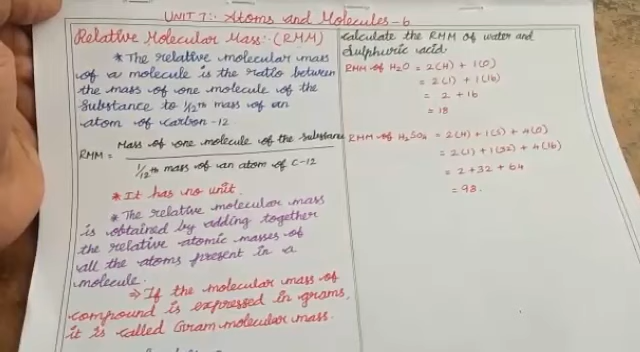 UNIT 7:- Atoms and Molecules-6
Relative Molecular Mass:- (RMM)
* The relative molecular mass
of a molecule is the ratio between
the mass of one molecule of the
substance to 1/12th mass of an
atom of carbon-12
RMM = Mass of one molecule of the substance
1/12th mass of an atom of C-12
* It has no unit.
* The relative molecular mass
is obtained by adding together
the relative atomic masses of
all the atoms present in a
molecule.
⇒ If the molecular mass of
compound is expressed in grams,
it is called Gram molecular mass.
calculate the RMM of water and
sulphuric acid:
RMM of H₂O = 2(H) + 1(O)
= 2(1) + 1(16)
= 2 + 16
= 18
RMM of H₂SO₄ = 2(H) + 1(S) + 4(O)
= 2(1) + 1(32) + 4(16)
= 2 + 32 + 64
= 98.